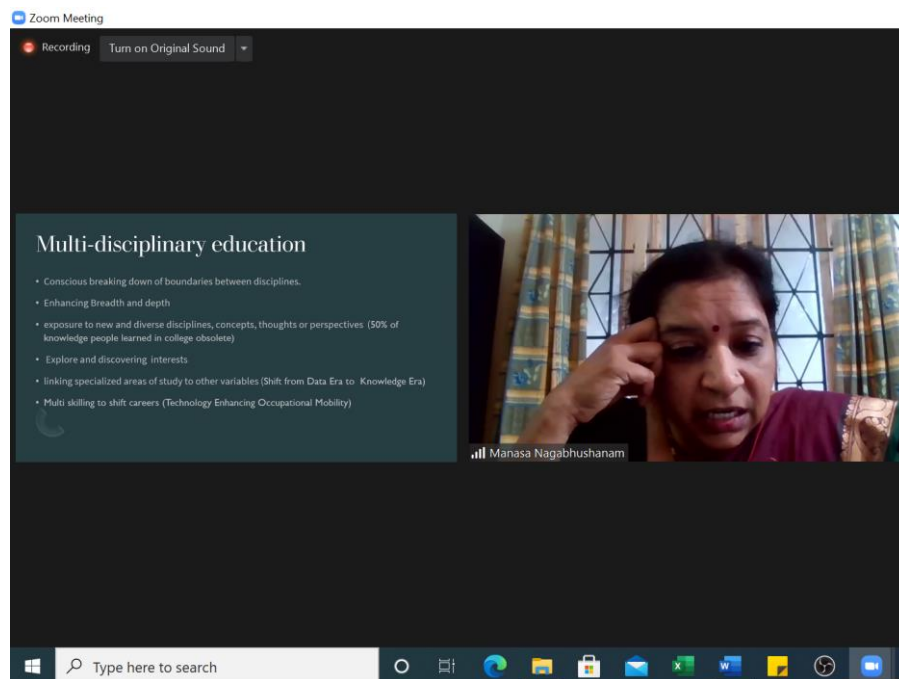 Zoom Meeting
Recording
Turn on Original Sound
Multi-disciplinary education
• Conscious breaking down of boundaries between disciplines.
• Enhancing Breadth and depth
• exposure to new and diverse disciplines, concepts, thoughts or perspectives (50% of
knowledge people learned in college obsolete)
• Explore and discovering interests
• linking specialized areas of study to other variables (Shift from Data Era to Knowledge Era)
• Multi skilling to shift careers (Technology Enhancing Occupational Mobility)
Manasa Nagabhushanam
Type here to search